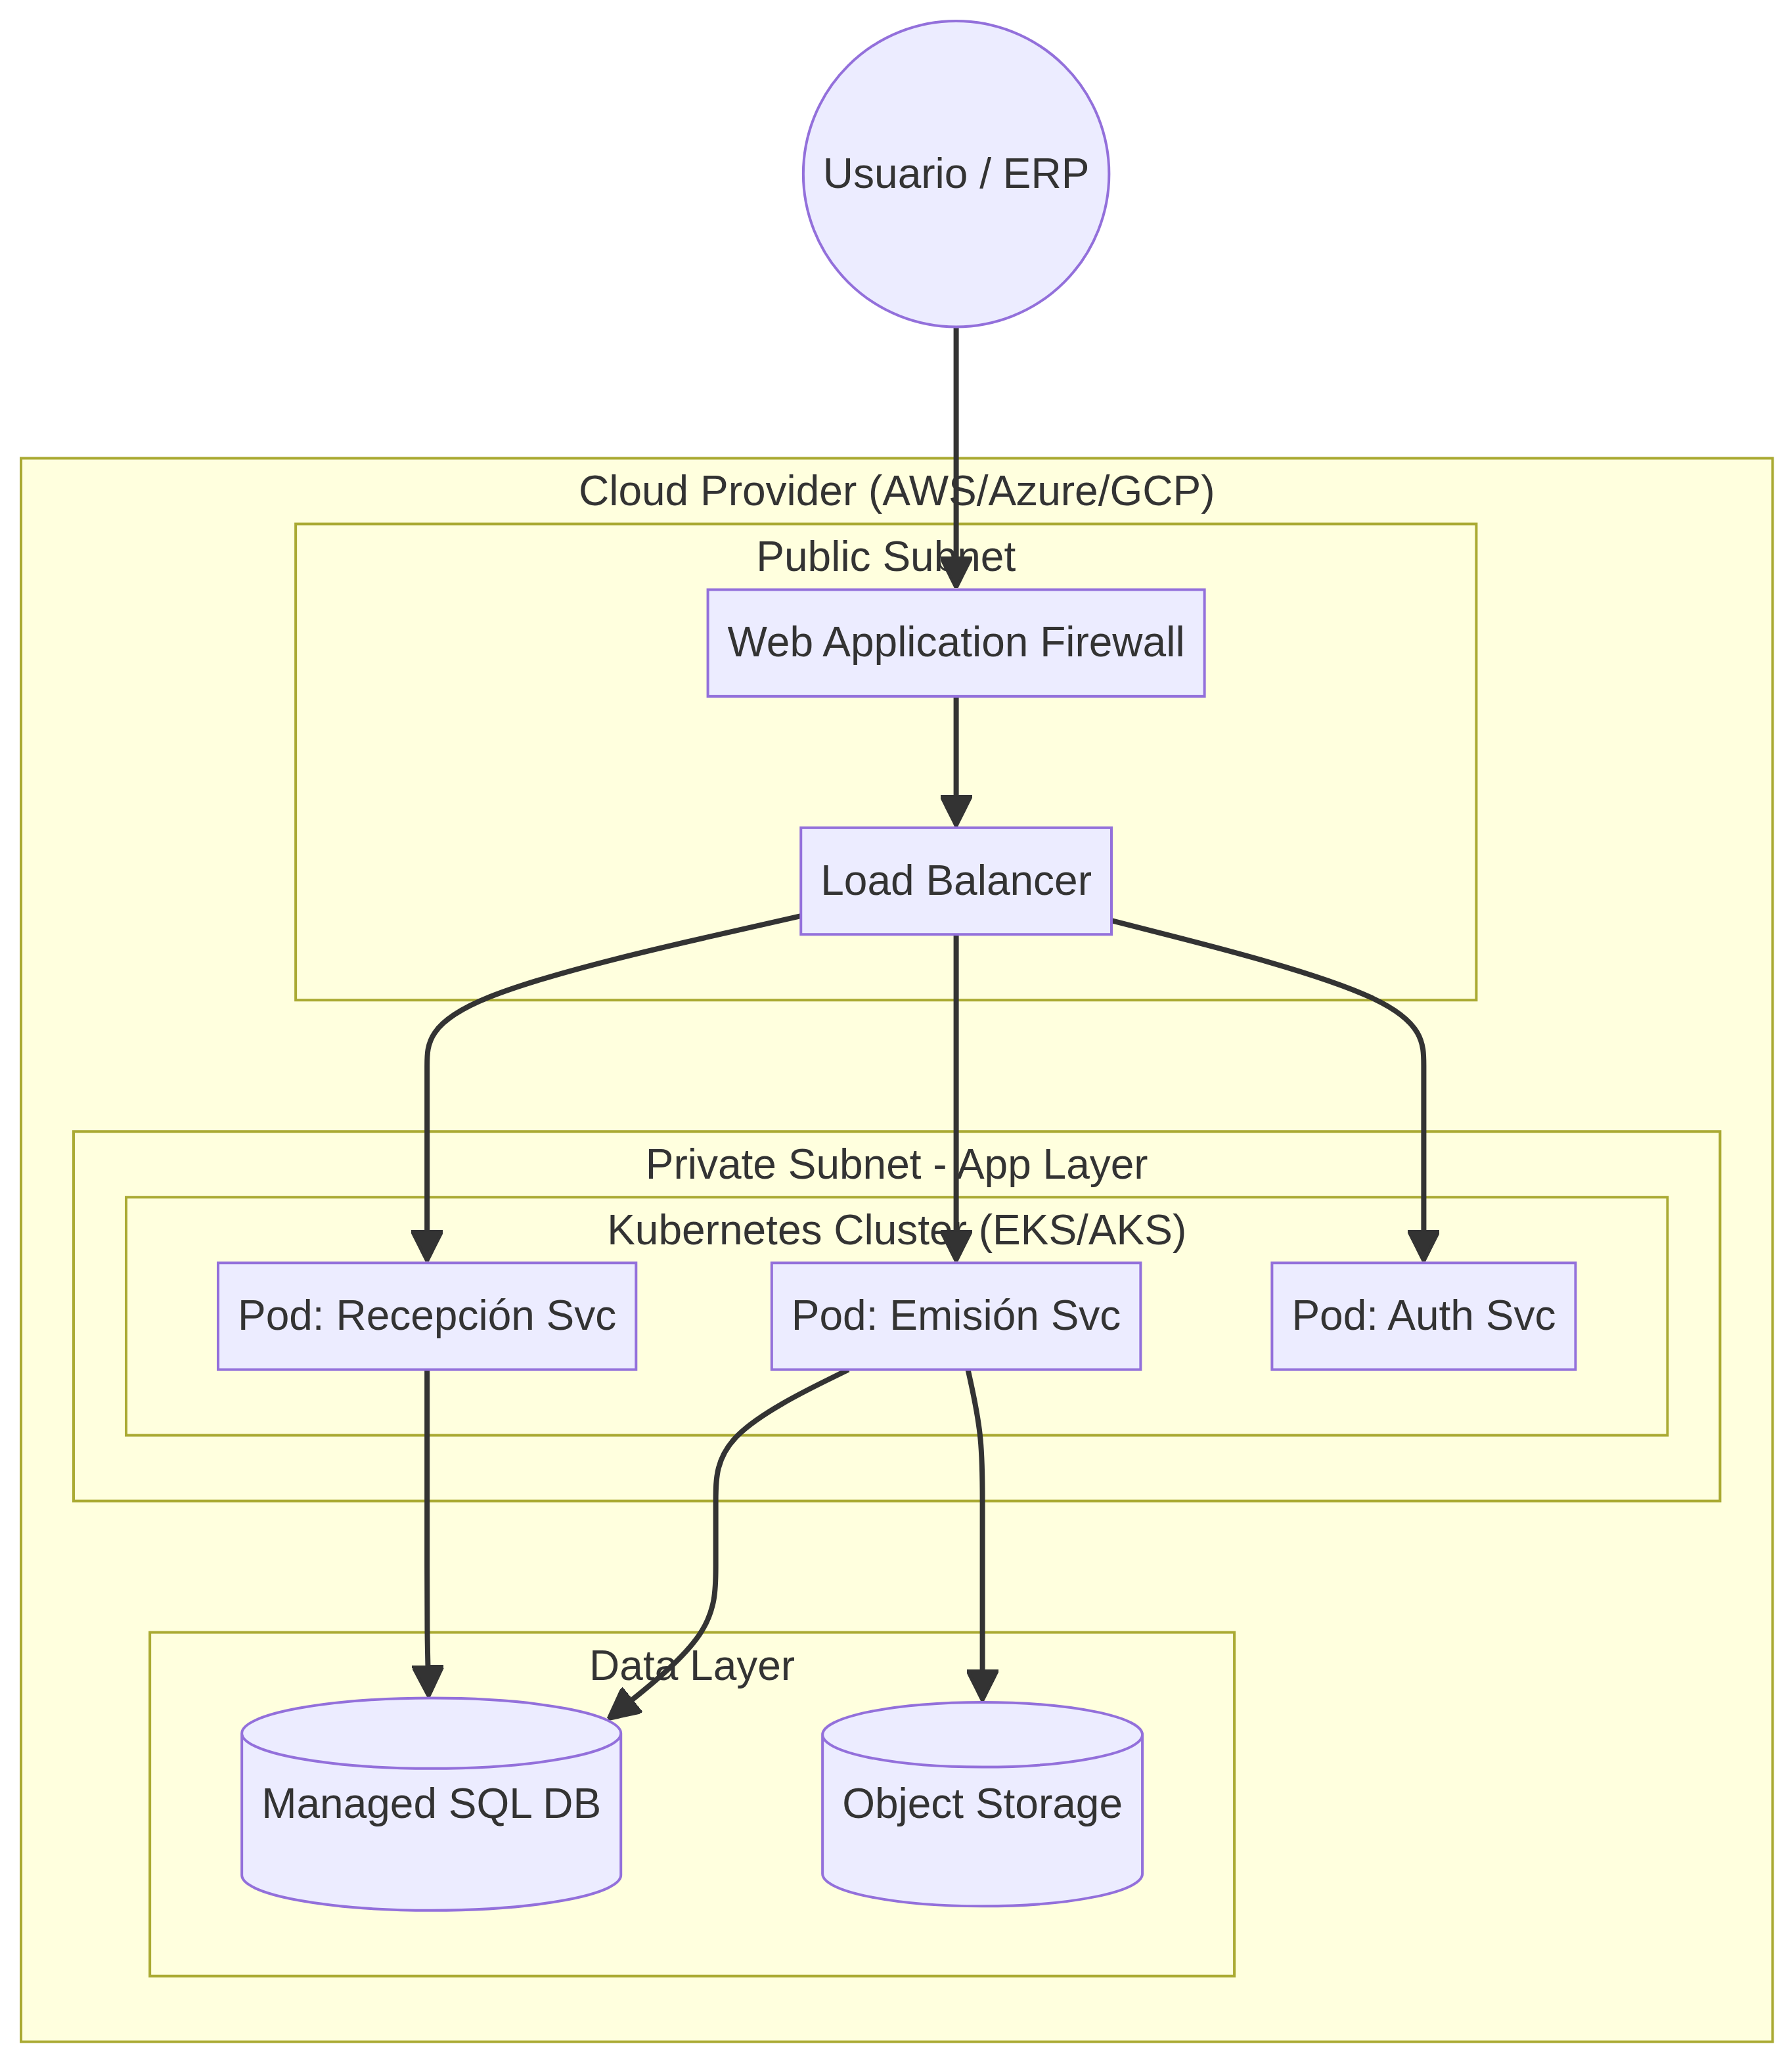 Usuario / ERP
Cloud Provider (AWS/Azure/GCP)
Public Subnet
Web Application Firewall
Load Balancer
Private Subnet - App Layer
Kubernetes Cluster (EKS/AKS)
Pod: Recepción Svc
Pod: Emisión Svc
Pod: Auth Svc
Data Layer
Managed SQL DB
Object Storage